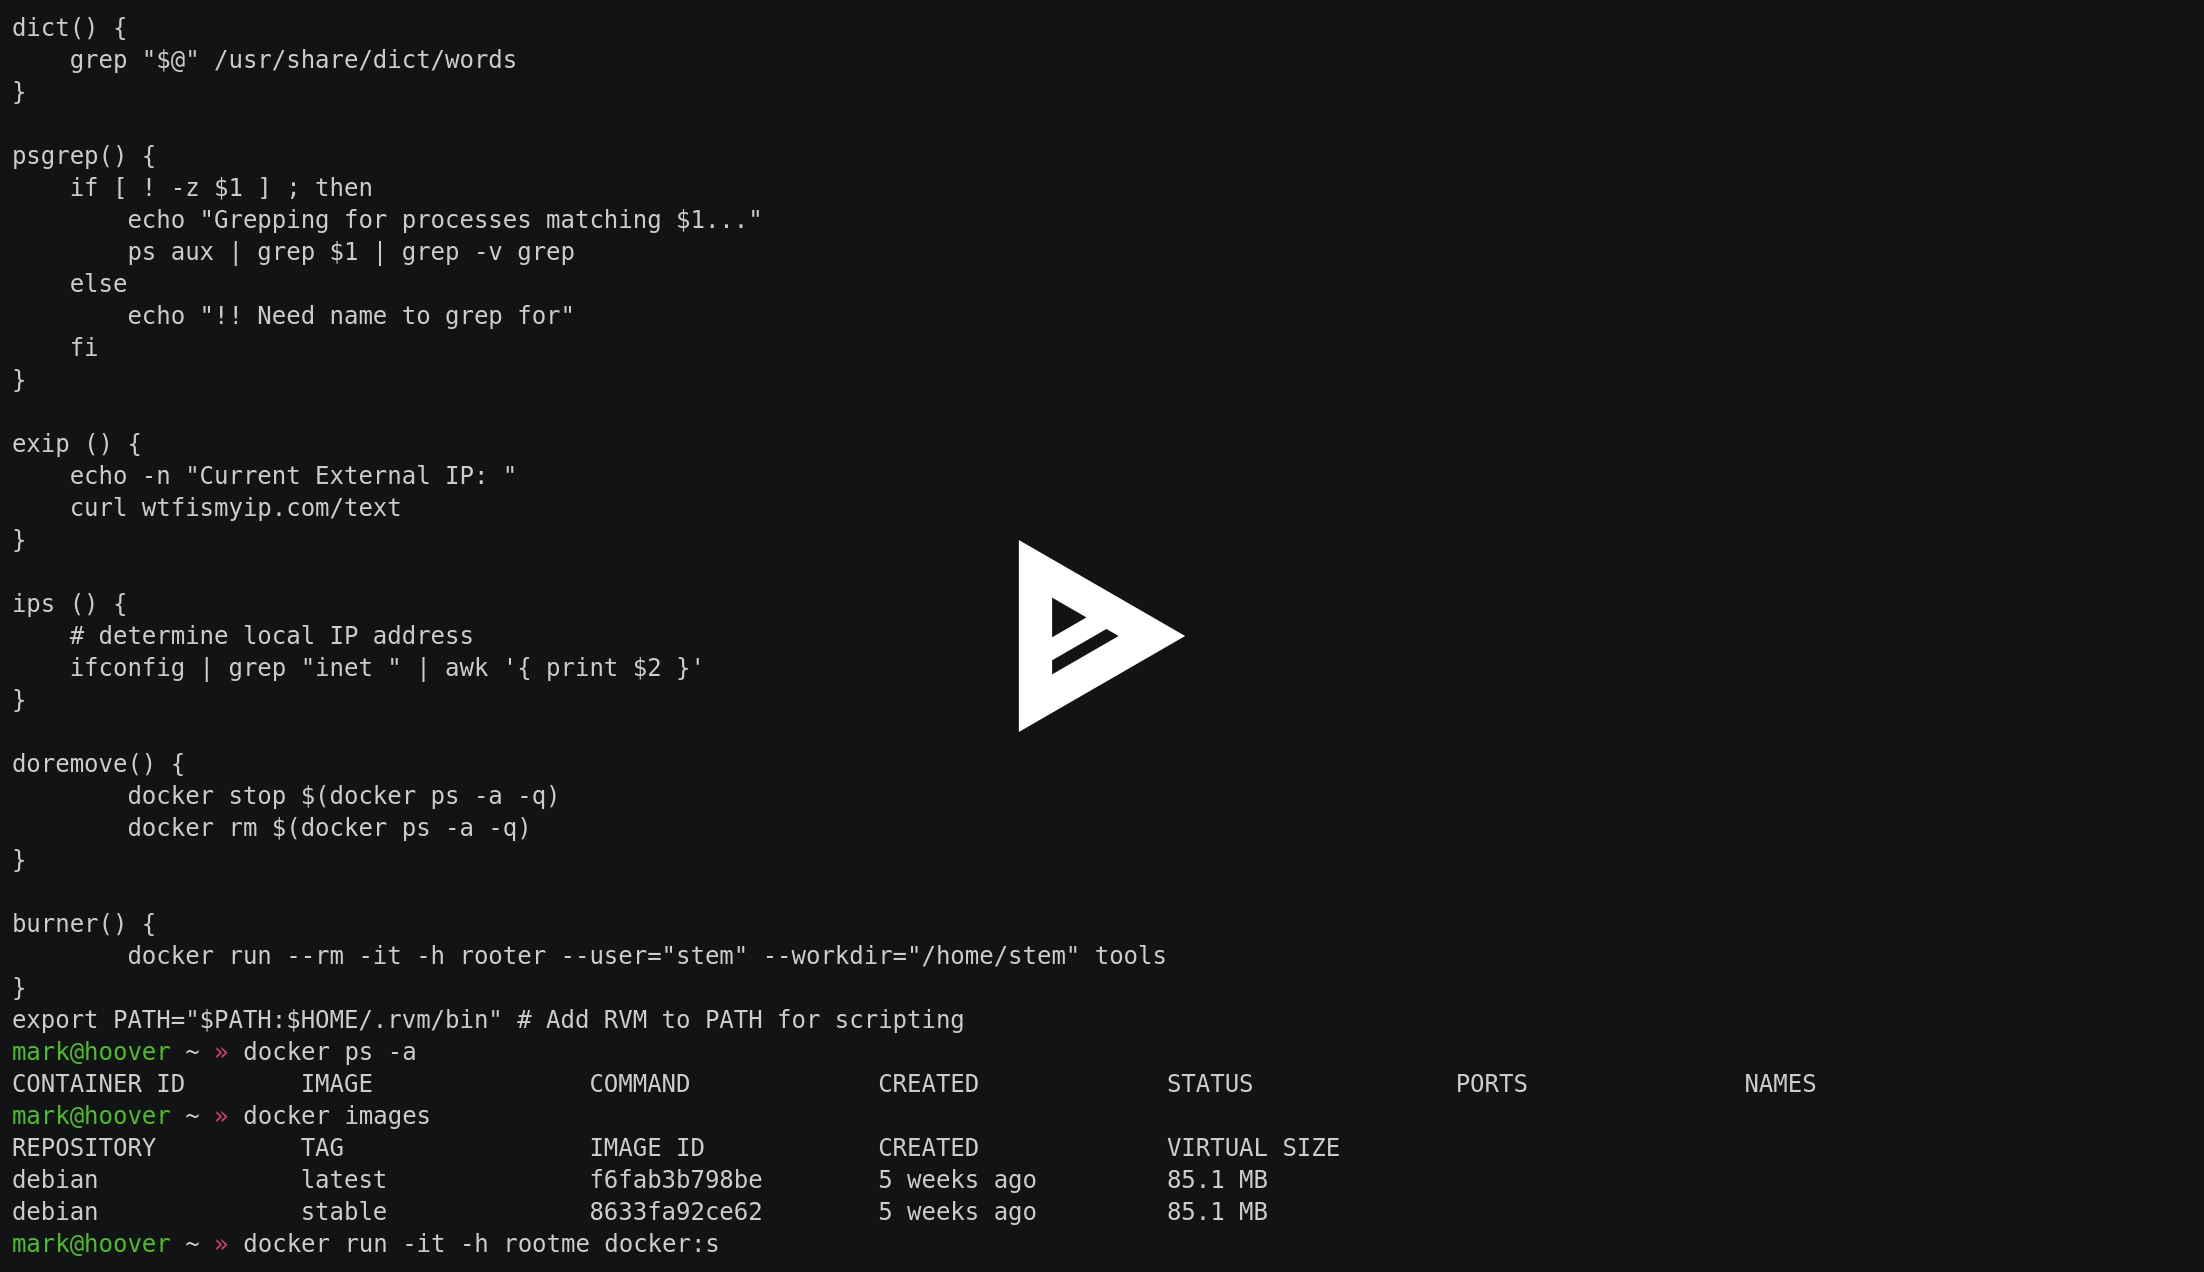 dict() {
    grep "$@" /usr/share/dict/words
}

psgrep() {
    if [ ! -z $1 ] ; then
        echo "Grepping for processes matching $1..."
        ps aux | grep $1 | grep -v grep
    else
        echo "!! Need name to grep for"
    fi
}

exip () {
    echo -n "Current External IP: "
    curl wtfismyip.com/text
}

ips () {
    # determine local IP address
    ifconfig | grep "inet " | awk '{ print $2 }'
}

doremove() {
        docker stop $(docker ps -a -q)
        docker rm $(docker ps -a -q)
}

burner() {
        docker run --rm -it -h rooter --user="stem" --workdir="/home/stem" tools
}
export PATH="$PATH:$HOME/.rvm/bin" # Add RVM to PATH for scripting
mark@hoover ~ » docker ps -a
CONTAINER ID        IMAGE               COMMAND             CREATED             STATUS              PORTS               NAMES
mark@hoover ~ » docker images
REPOSITORY          TAG                 IMAGE ID            CREATED             VIRTUAL SIZE
debian              latest              f6fab3b798be        5 weeks ago         85.1 MB
debian              stable              8633fa92ce62        5 weeks ago         85.1 MB
mark@hoover ~ » docker run -it -h rootme docker:s